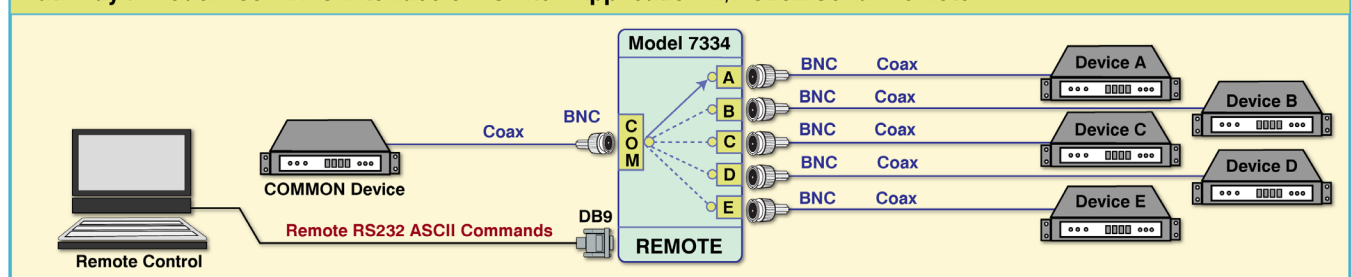 Model 7334
A
B
C
D
E
COM
REMOTE
BNC Coax
BNC Coax
BNC Coax
BNC Coax
BNC Coax
Device A
Device B
Device C
Device D
Device E
Coax
BNC
COMMON Device
DB9
Remote RS232 ASCII Commands
Remote Control